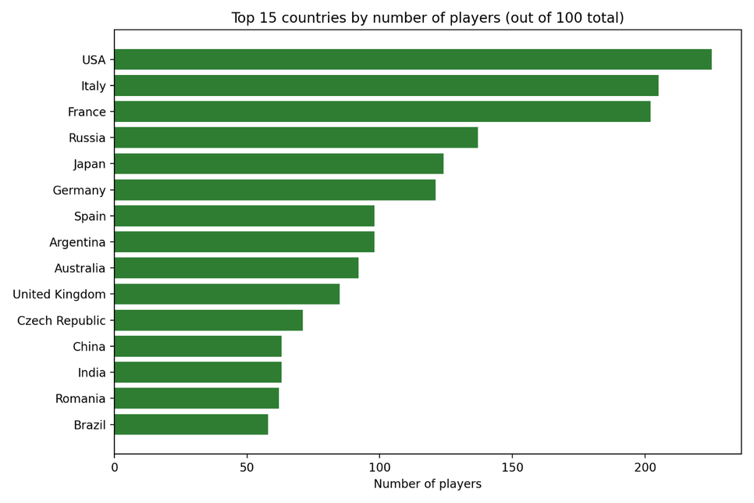 Top 15 countries by number of players (out of 100 total)
USA
Italy
France
Russia
Japan
Germany
Spain
Argentina
Australia
United Kingdom
Czech Republic
China
India
Romania
Brazil
0 50 100 150 200
Number of players